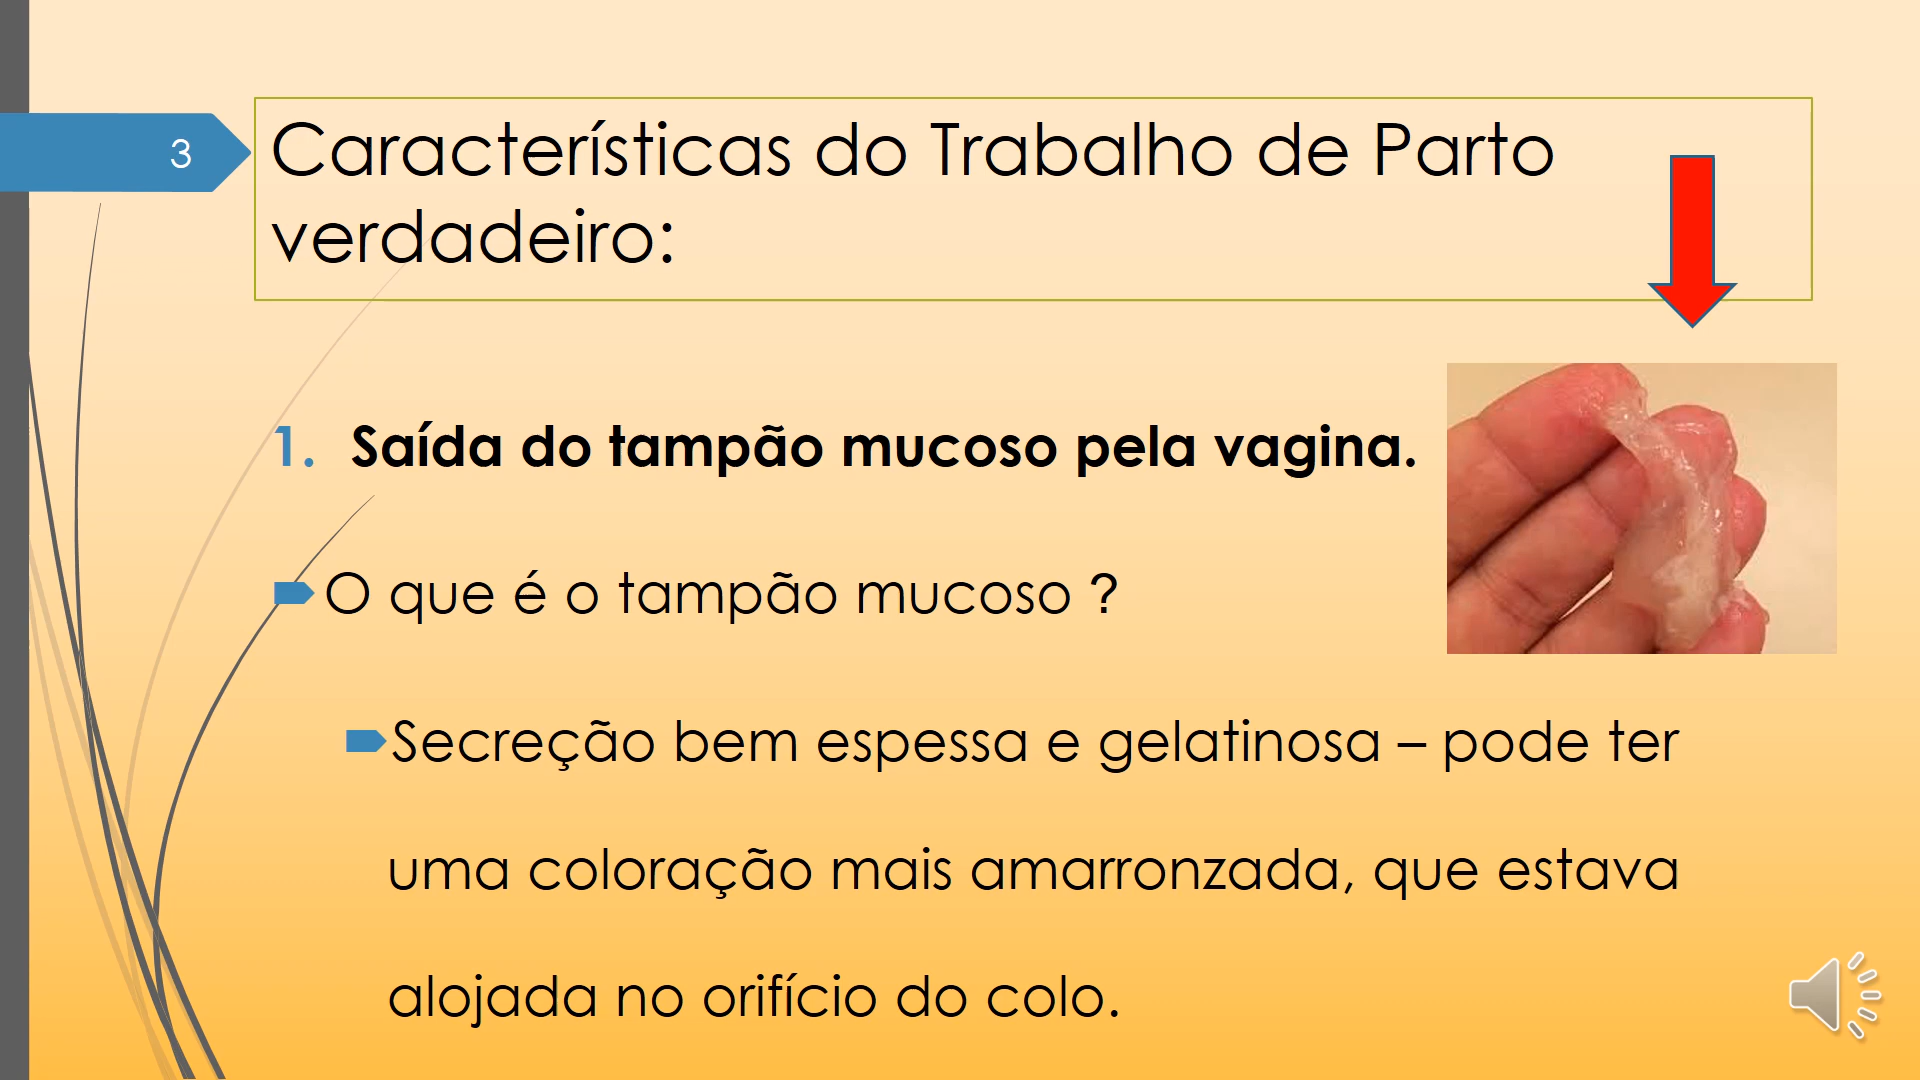 3
Características do Trabalho de Parto
verdadeiro:
1. Saída do tampão mucoso pela vagina.
O que é o tampão mucoso ?
Secreção bem espessa e gelatinosa – pode ter
uma coloração mais amarronzada, que estava
alojada no orifício do colo.